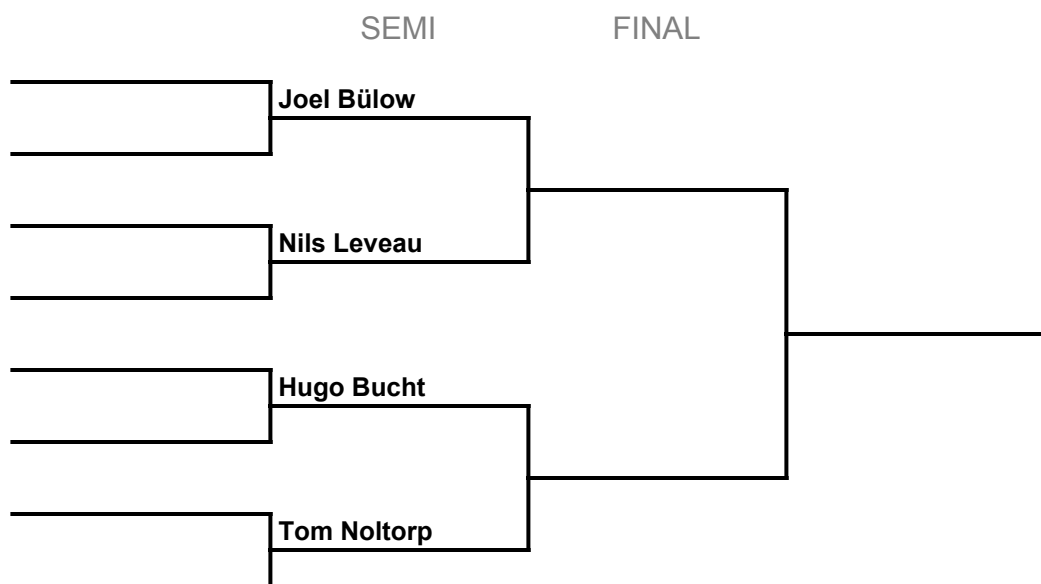 SEMI FINAL
Joel Bülow
Nils Leveau
Hugo Bucht
Tom Noltorp